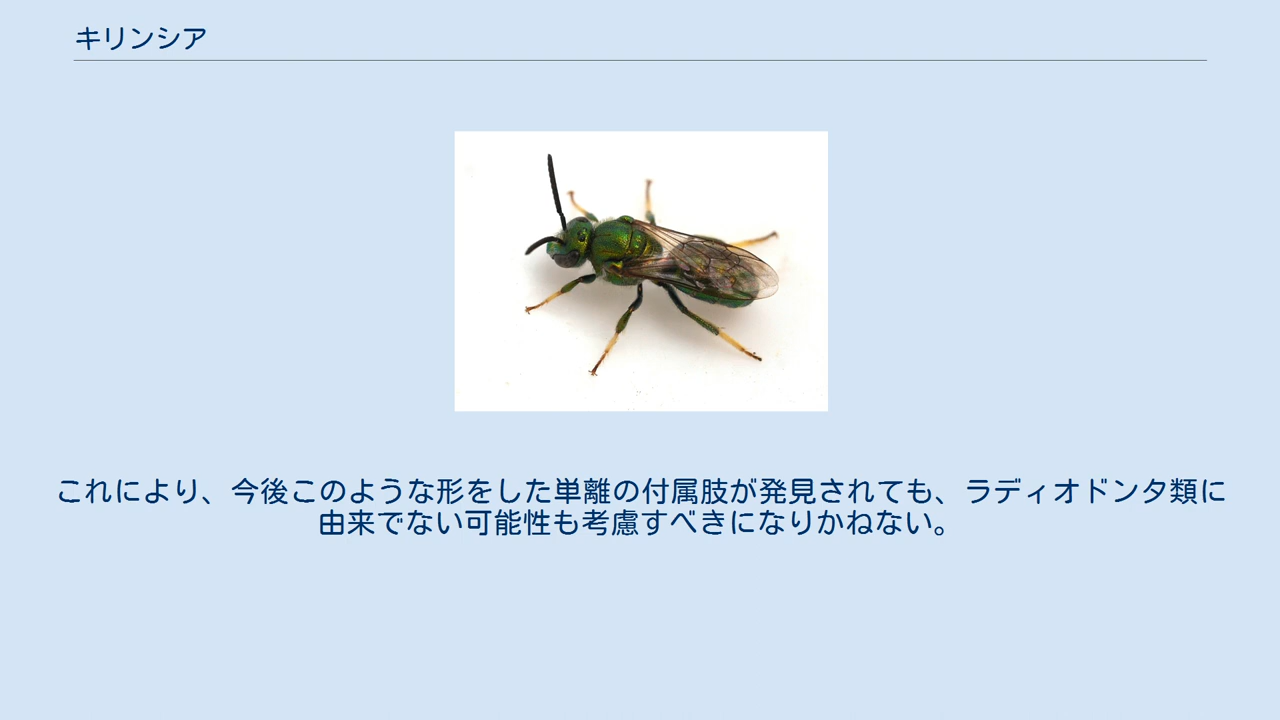 キリンシア
これにより、今後このような形をした単離の付属肢が発見されても、ラディオドンタ類に
由来でない可能性も考慮すべきになりかねない。